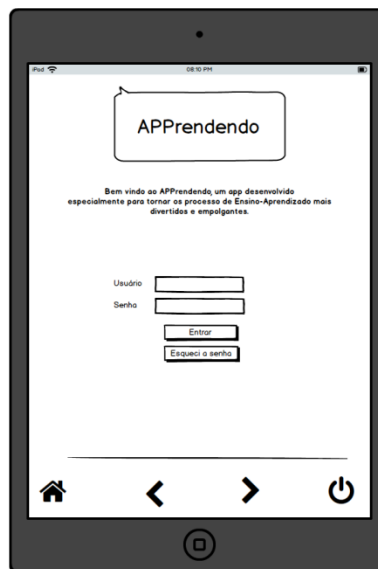 iPod 08:10 PM
APPrendendo
Bem vindo ao APPrendendo, um app desenvolvido
especialmente para tornar os processo de Ensino-Aprendizado mais
divertidos e empolgantes.
Usuário
Senha
Entrar
Esqueci a senha